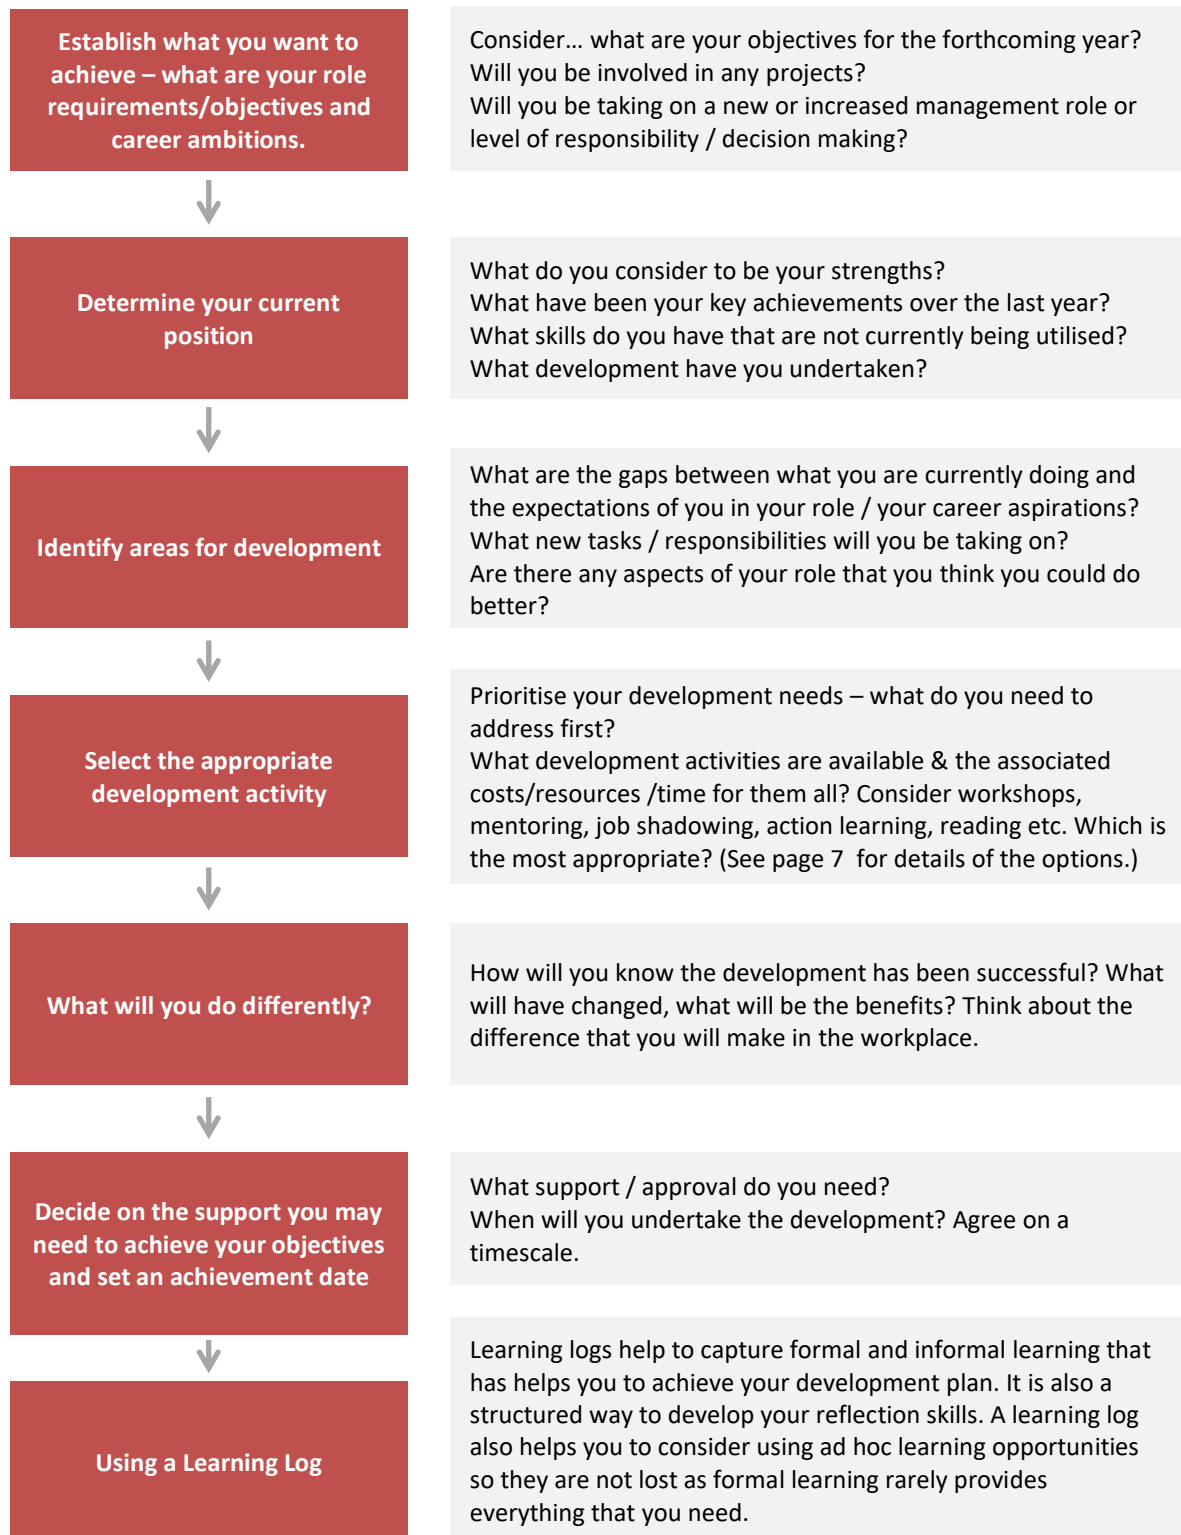 Establish what you want to
achieve – what are your role
requirements/objectives and
career ambitions.
Consider... what are your objectives for the forthcoming year?
Will you be involved in any projects?
Will you be taking on a new or increased management role or
level of responsibility / decision making?
Determine your current
position
What do you consider to be your strengths?
What have been your key achievements over the last year?
What skills do you have that are not currently being utilised?
What development have you undertaken?
Identify areas for development
What are the gaps between what you are currently doing and
the expectations of you in your role / your career aspirations?
What new tasks / responsibilities will you be taking on?
Are there any aspects of your role that you think you could do
better?
Select the appropriate
development activity
Prioritise your development needs – what do you need to
address first?
What development activities are available & the associated
costs/resources /time for them all? Consider workshops,
mentoring, job shadowing, action learning, reading etc. Which is
the most appropriate? (See page 7  for details of the options.)
What will you do differently?
How will you know the development has been successful? What
will have changed, what will be the benefits? Think about the
difference that you will make in the workplace.
Decide on the support you may
need to achieve your objectives
and set an achievement date
What support / approval do you need?
When will you undertake the development? Agree on a
timescale.
Using a Learning Log
Learning logs help to capture formal and informal learning that
has helps you to achieve your development plan. It is also a
structured way to develop your reflection skills. A learning log
also helps you to consider using ad hoc learning opportunities
so they are not lost as formal learning rarely provides
everything that you need.